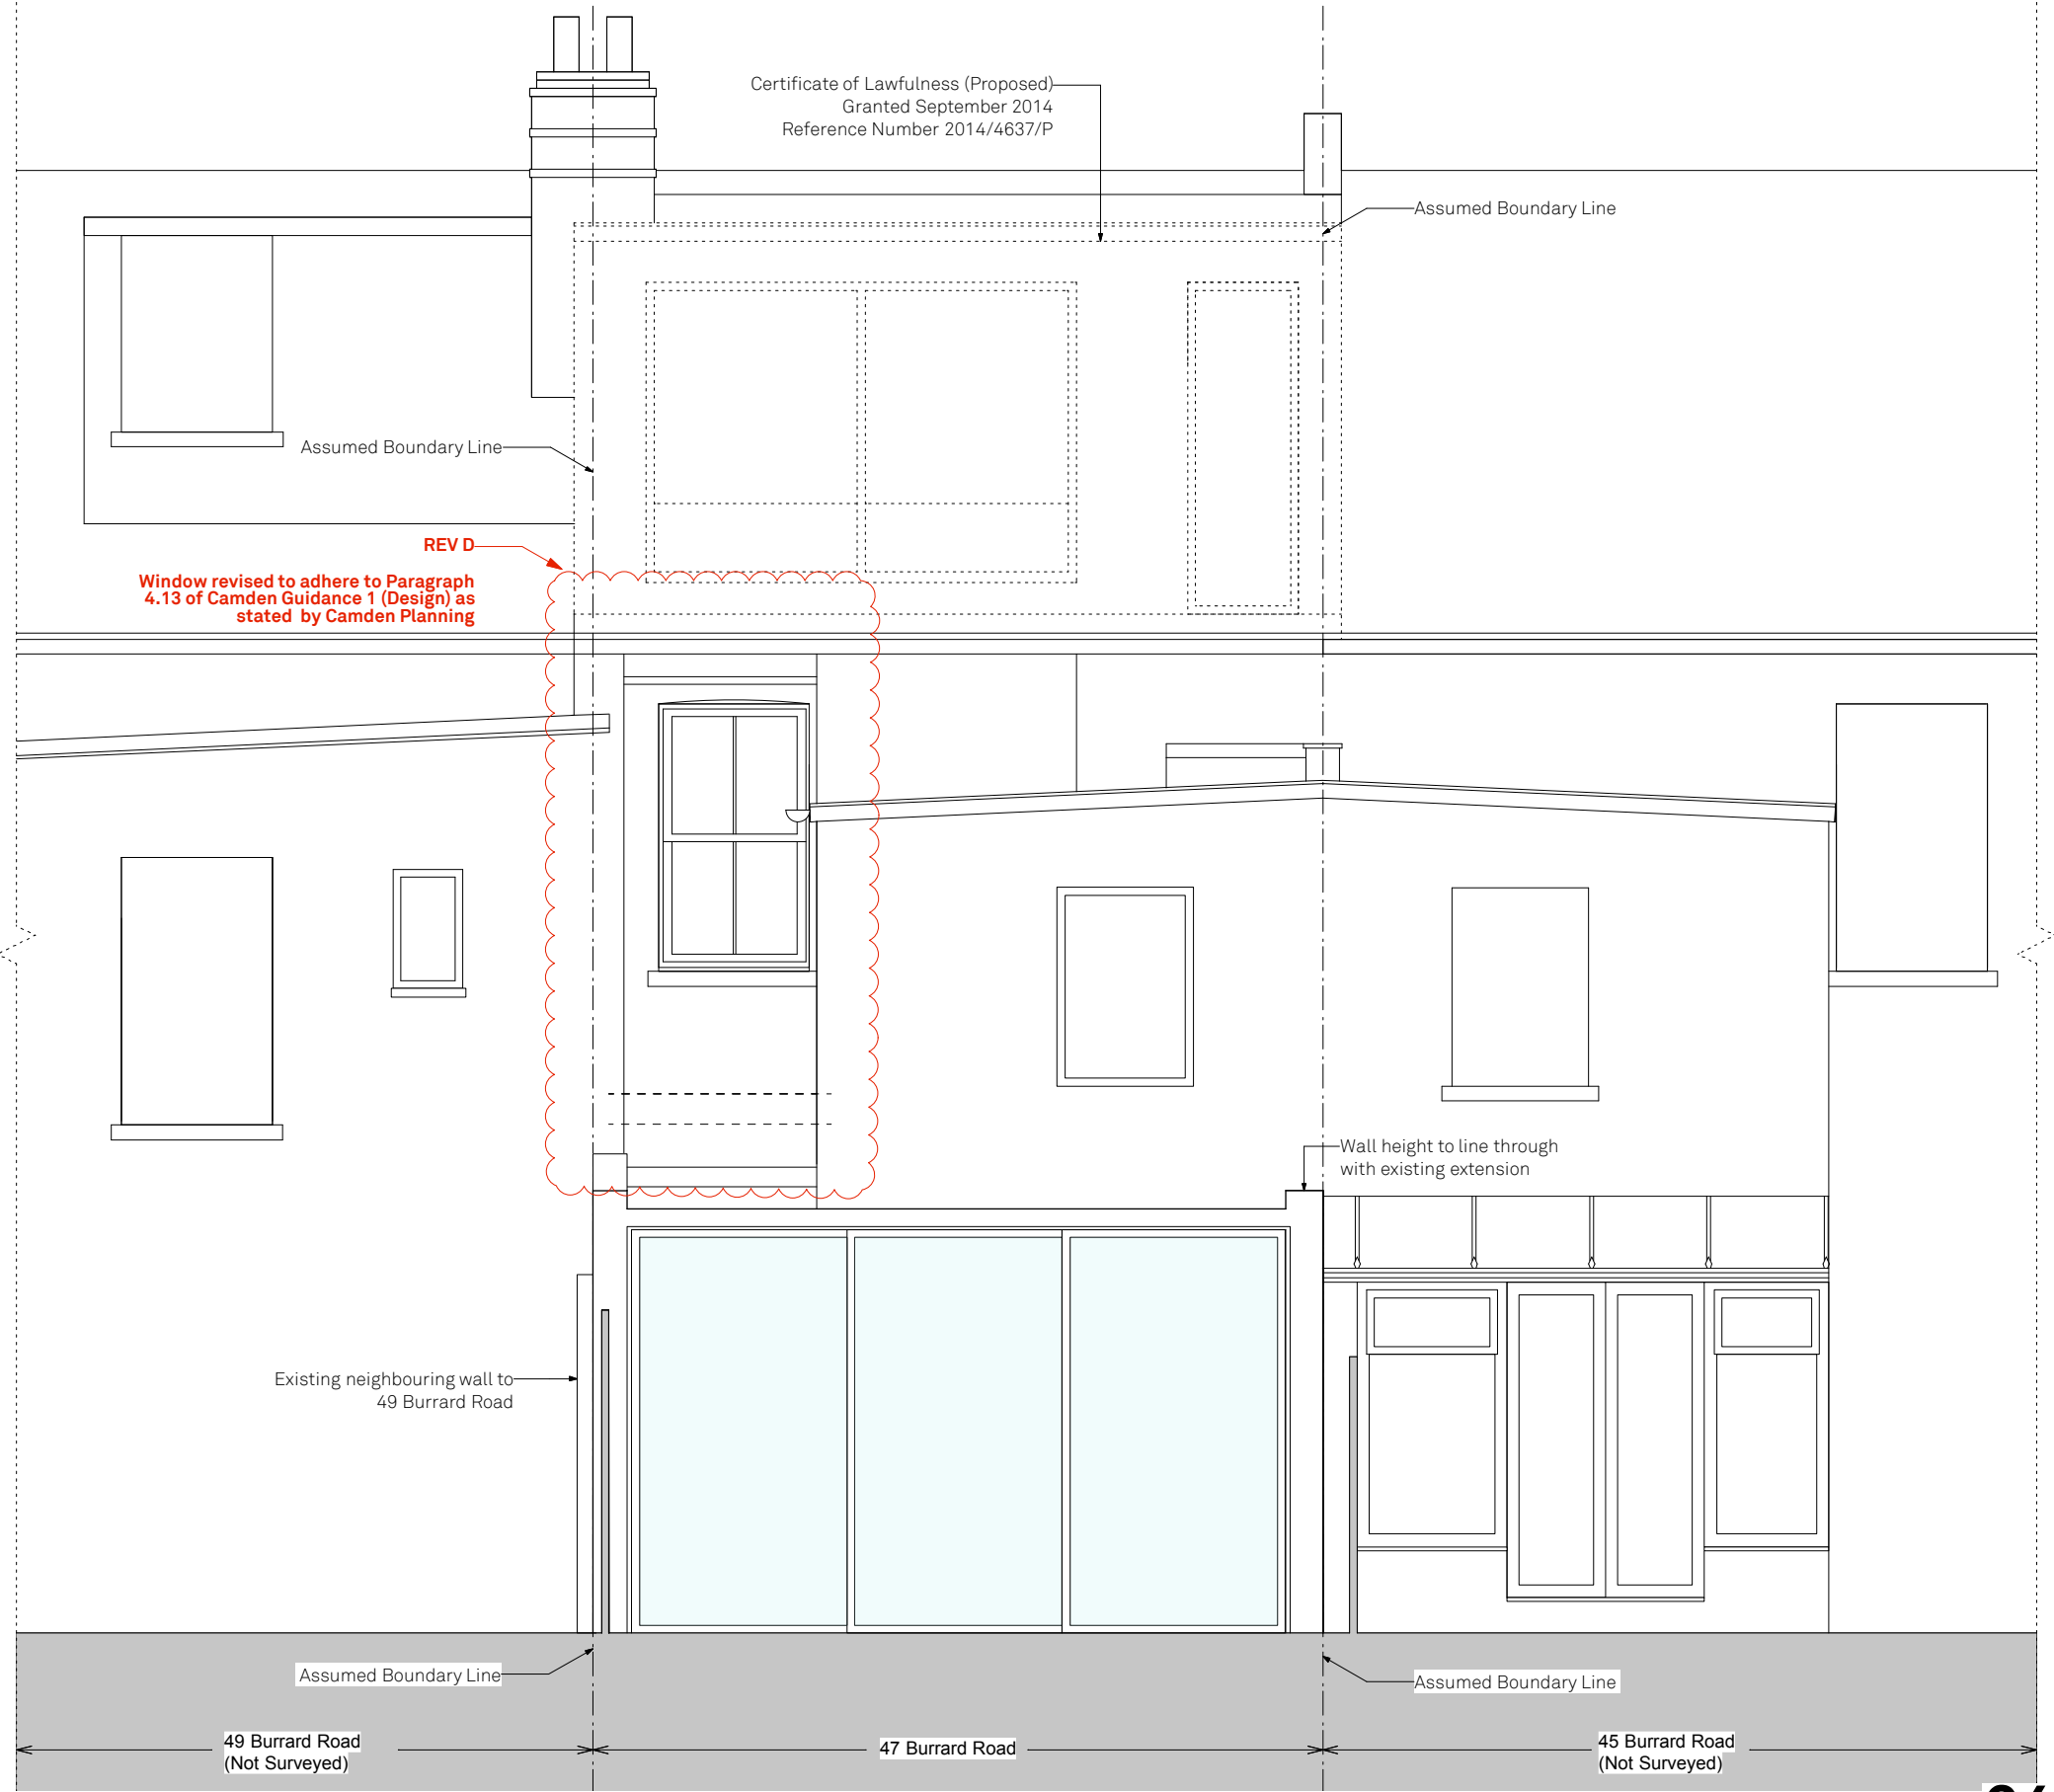 Certificate of Lawfulness (Proposed)
Granted September 2014
Reference Number 2014/4637/P
Assumed Boundary Line
Assumed Boundary Line
REV D
Window revised to adhere to Paragraph
4.13 of Camden Guidance 1 (Design) as
stated by Camden Planning
Wall height to line through
with existing extension
Existing neighbouring wall to
49 Burrard Road
Assumed Boundary Line
Assumed Boundary Line
49 Burrard Road
(Not Surveyed)
47 Burrard Road
45 Burrard Road
(Not Surveyed)